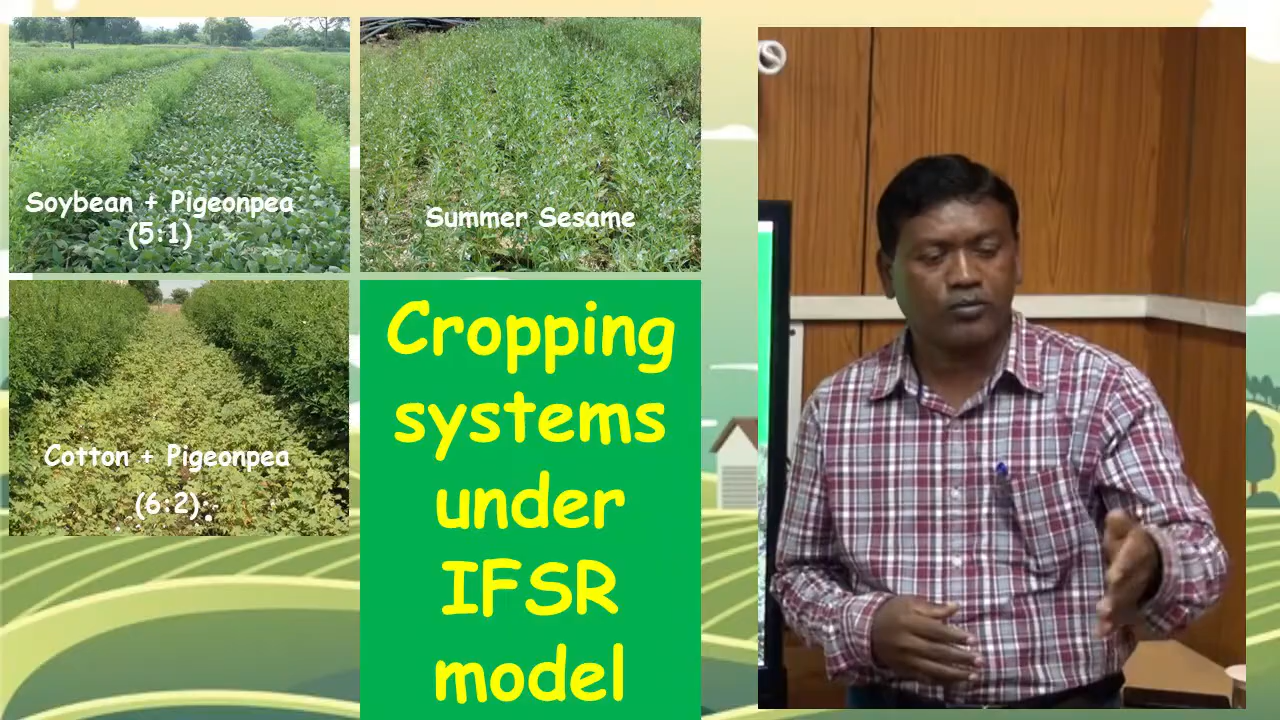 Soybean + Pigeonpea
(5:1)
Summer Sesame
Cotton + Pigeonpea
(6:2)
Cropping
systems
under
IFSR
model